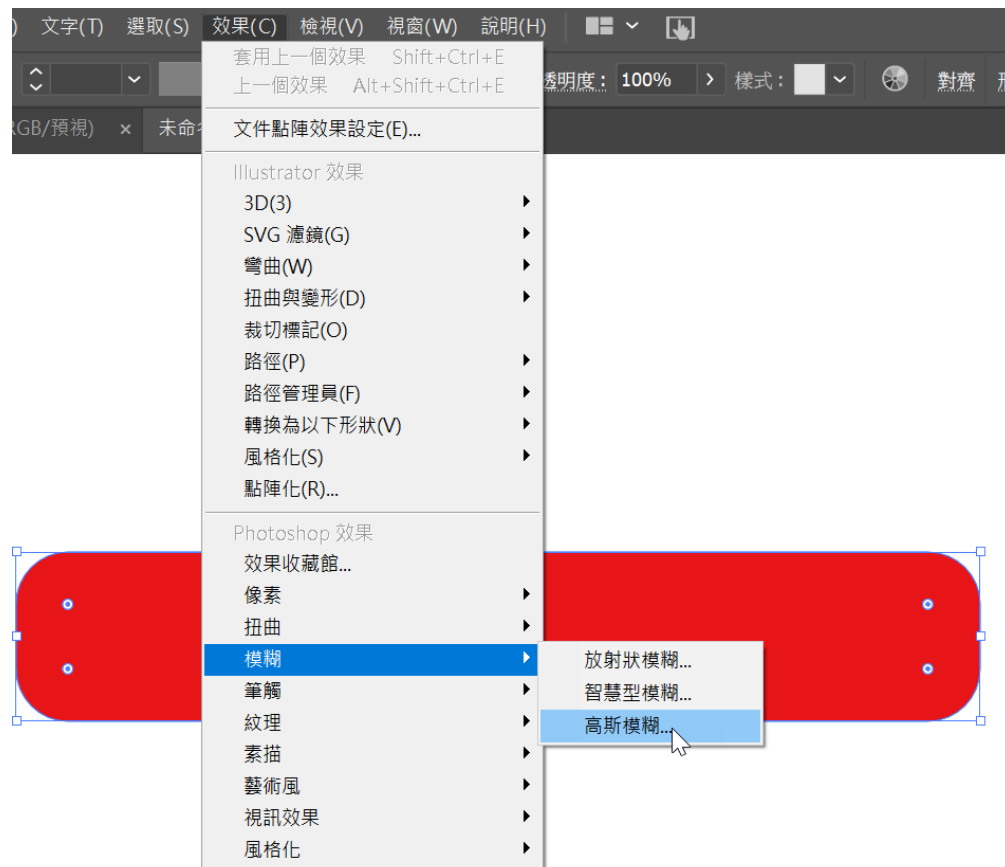 ) 文字(T) 選取(S) 效果(C) 檢視(V) 視窗(W) 說明(H)
套用上一個效果 Shift+Ctrl+E
上一個效果 Alt+Shift+Ctrl+E
透明度: 100% 樣式: 對齊
RGB/預視) × 未命名
文件點陣效果設定(E)...
Illustrator 效果
3D(3)
SVG 濾鏡(G)
彎曲(W)
扭曲與變形(D)
裁切標記(O)
路徑(P)
路徑管理員(F)
轉換為以下形狀(V)
風格化(S)
點陣化(R)...
Photoshop 效果
效果收藏館...
像素
扭曲
模糊
放射狀模糊...
智慧型模糊...
高斯模糊...
筆觸
紋理
素描
藝術風
視訊效果
風格化